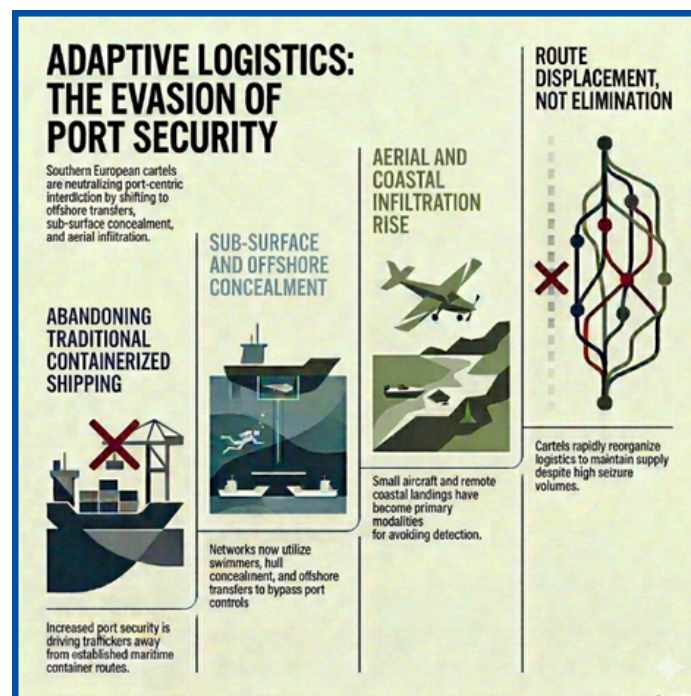 ADAPTIVE LOGISTICS:
THE EVASION OF
PORT SECURITY
Southern European cartels
are neutralizing port-centric
interdiction by shifting to
offshore transfers,
sub-surface concealment,
and aerial infiltration.
ABANDONING
TRADITIONAL
CONTAINERIZED
SHIPPING
Increased port security is
driving traffickers away
from established maritime
container routes.
SUB-SURFACE
AND OFFSHORE
CONCEALMENT
Networks now utilize
swimmers, hull
concealment, and offshore
transfers to bypass port
controls
AERIAL AND
COASTAL
INFILTRATION
RISE
Small aircraft and remote
coastal landings have
become primary
modalities
for avoiding detection.
ROUTE
DISPLACEMENT,
NOT ELIMINATION
Cartels rapidly reorganize
logistics to maintain supply
despite high seizure
volumes.